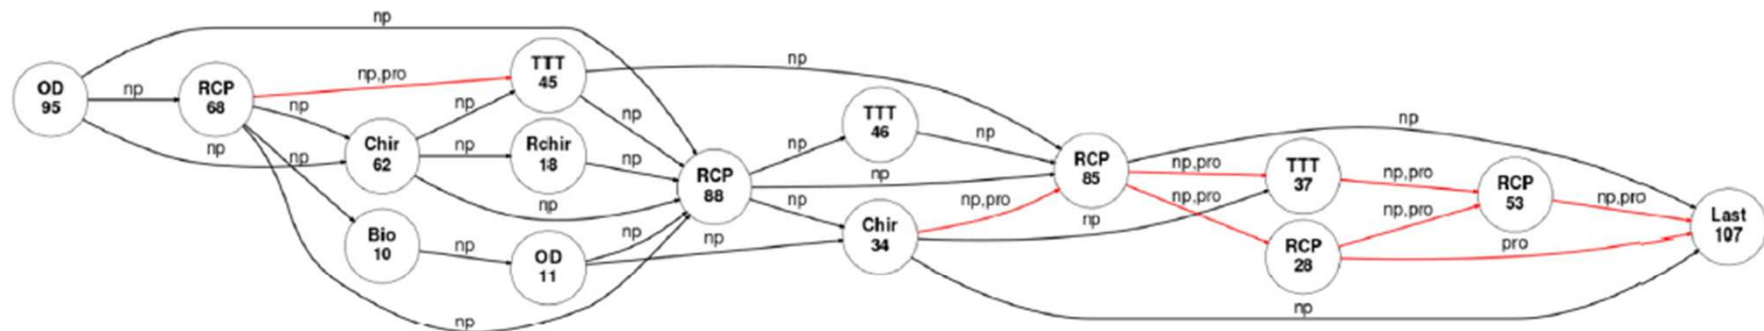 np
OD
95
np
np
RCP
68
np,pro
np
np
np
Chir
62
np
np
np
Bio
10
np
TTT
45
np
np
Rchir
18
np
OD
11
np
np
RCP
88
np
np
np
TTT
46
np
Chir
34
np,pro
np
np
RCP
85
np
np,pro
np,pro
TTT
37
np,pro
RCP
28
np,pro
pro
RCP
53
np,pro
Last
107